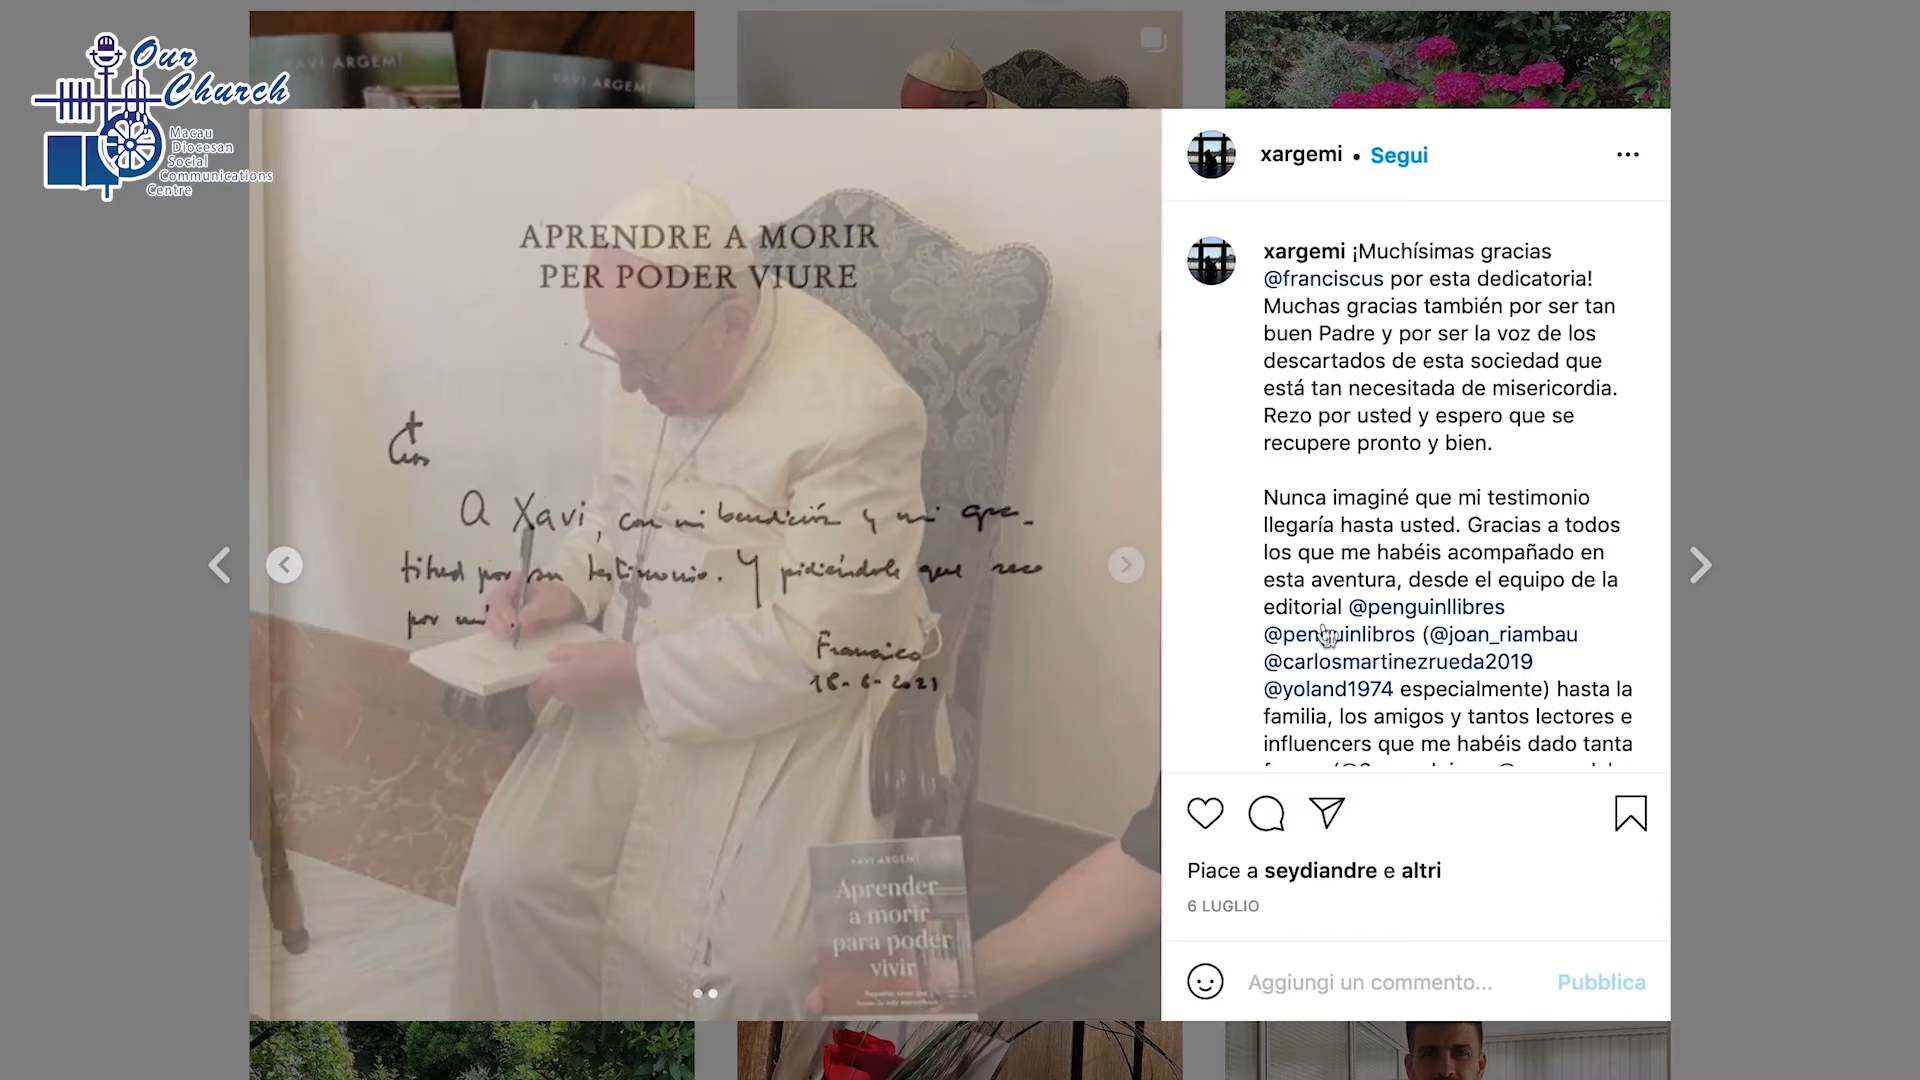 Our
Church
Macau
Diocesan
Social
Communications
Centre
XAVI ARGEMÍ
XAVI ARGEMÍ
APRENDRE A MORIR
PER PODER VIURE
A Xavi, con mi bendición y mi gra-
titud por su testimonio. Y pidiéndole que rece
por mí
Francisco
18-6-2021
XAVI ARGEMÍ
Aprender
a morir
para poder
vivir
xargemi • Segui
xargemi ¡Muchísimas gracias
@franciscus por esta dedicatoria!
Muchas gracias también por ser tan
buen Padre y por ser la voz de los
descartados de esta sociedad que
está tan necesitada de misericordia.
Rezo por usted y espero que se
recupere pronto y bien.
Nunca imaginé que mi testimonio
llegaría hasta usted. Gracias a todos
los que me habéis acompañado en
esta aventura, desde el equipo de la
editorial @penguinllibres
@penguinlibros (@joan_riambau
@carlosmartinezrueda2019
@yoland1974 especialmente) hasta la
familia, los amigos y tantos lectores e
influencers que me habéis dado tanta
Piace a seydiandre e altri
6 LUGLIO
Aggiungi un commento... Pubblica